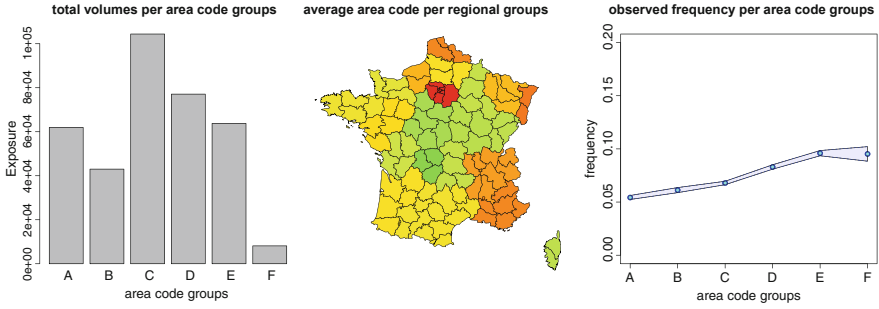 total volumes per area code groups
average area code per regional groups
observed frequency per area code groups
Exposure
0e+00 2e+04 4e+04 6e+04 8e+04 1e+05
A B C D E F
area code groups
frequency
0.00 0.05 0.10 0.15 0.20
A B C D E F
area code groups